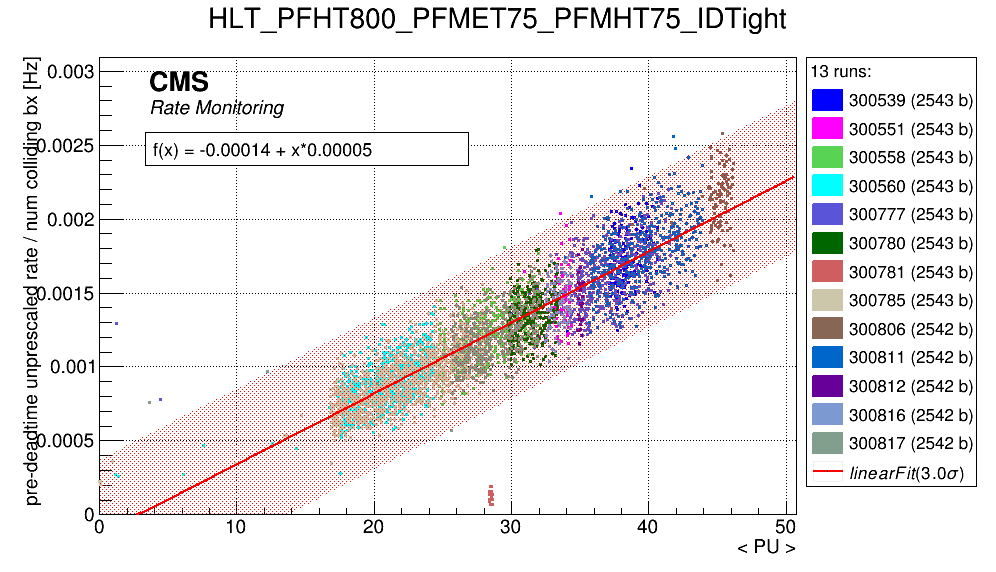 HLT_PFHT800_PFMET75_PFMHT75_IDTight
pre-deadtime unprescaled rate / num colliding bx [Hz]
0.003
0.0025
0.002
0.0015
0.001
0.0005
0
CMS
Rate Monitoring
f(x) = -0.00014 + x*0.00005
0 10 20 30 40 50
< PU >
13 runs:
300539 (2543 b)
300551 (2543 b)
300558 (2543 b)
300560 (2543 b)
300777 (2543 b)
300780 (2543 b)
300781 (2543 b)
300785 (2543 b)
300806 (2542 b)
300811 (2542 b)
300812 (2542 b)
300816 (2542 b)
300817 (2542 b)
linearFit(3.0σ)